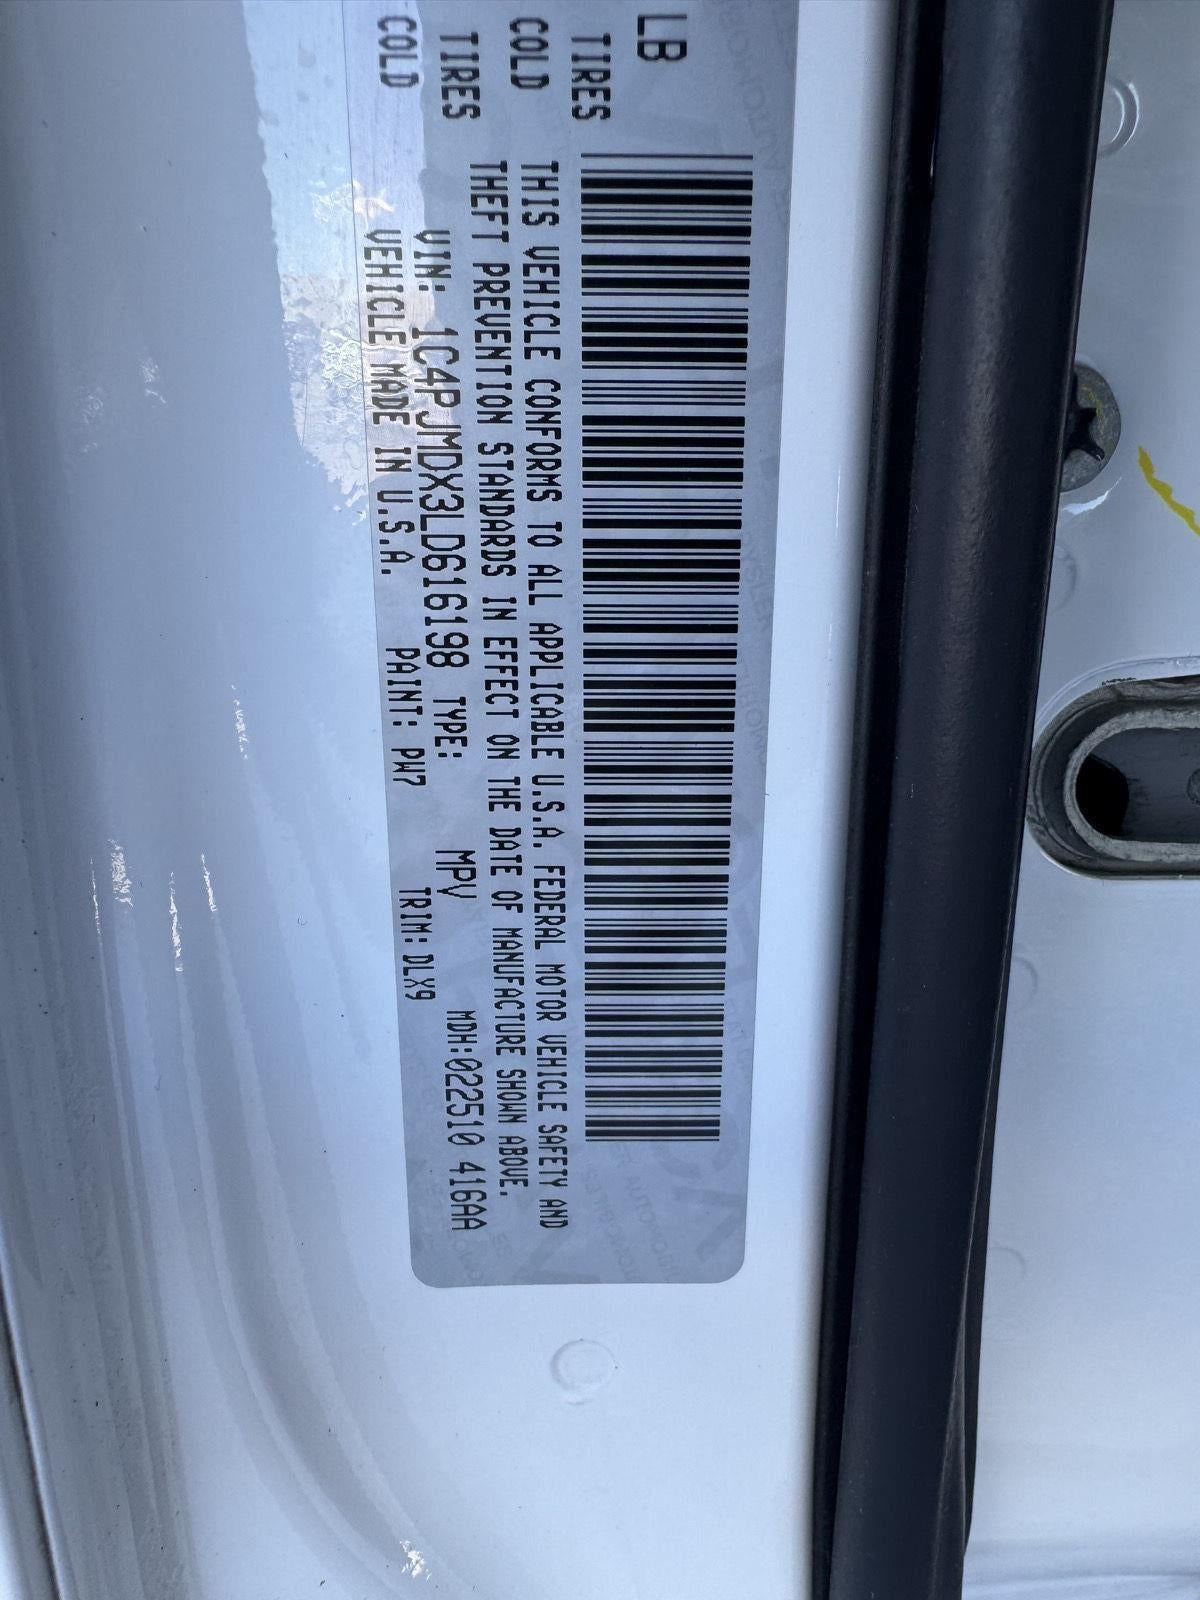 LB
TIRES
COLD
TIRES
COLD
THIS VEHICLE CONFORMS TO ALL APPLICABLE U.S.A. FEDERAL MOTOR VEHICLE SAFETY AND
THEFT PREVENTION STANDARDS IN EFFECT ON THE DATE OF MANUFACTURE SHOWN ABOVE.
VIN: 1C4PJMDX3LD616198 TYPE: MPV MDH:022510 416AA
VEHICLE MADE IN U.S.A. PAINT: PW7 TRIM: DLX9